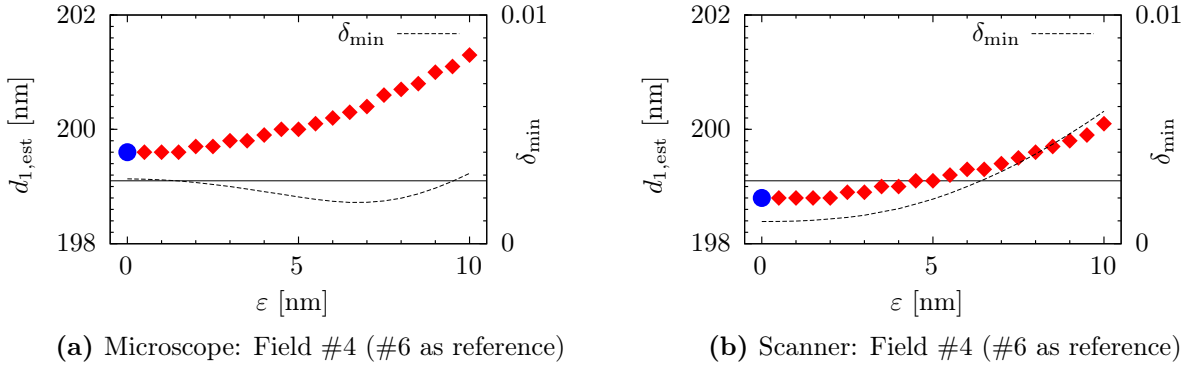 202
200
198
d1,est [nm]
0
5
10
ε [nm]
0.01
0
δmin
δmin
(a) Microscope: Field #4 (#6 as reference)
202
200
198
d1,est [nm]
0
5
10
ε [nm]
0.01
0
δmin
δmin
(b) Scanner: Field #4 (#6 as reference)